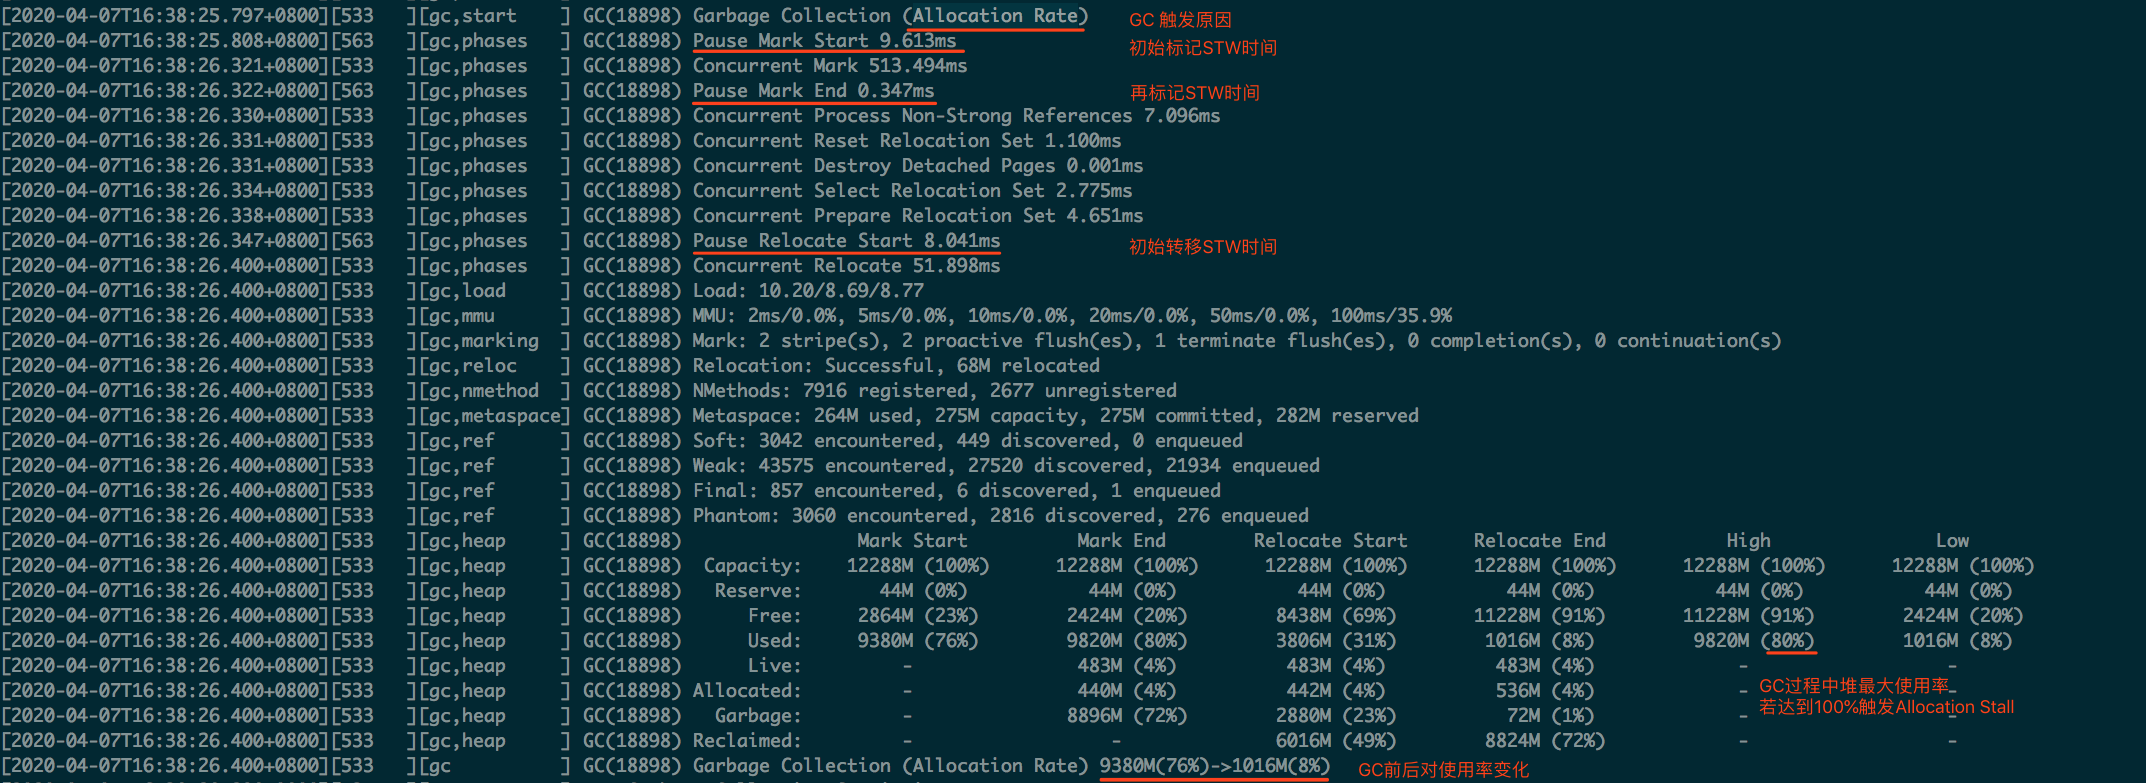 [2020-04-07T16:38:25.797+0800][533   ][gc,start    ] GC(18898) Garbage Collection (Allocation Rate) GC 触发原因
[2020-04-07T16:38:25.808+0800][563   ][gc,phases   ] GC(18898) Pause Mark Start 9.613ms 初始标记STW时间
[2020-04-07T16:38:26.321+0800][533   ][gc,phases   ] GC(18898) Concurrent Mark 513.494ms
[2020-04-07T16:38:26.322+0800][563   ][gc,phases   ] GC(18898) Pause Mark End 0.347ms 再标记STW时间
[2020-04-07T16:38:26.330+0800][533   ][gc,phases   ] GC(18898) Concurrent Process Non-Strong References 7.096ms
[2020-04-07T16:38:26.331+0800][533   ][gc,phases   ] GC(18898) Concurrent Reset Relocation Set 1.100ms
[2020-04-07T16:38:26.331+0800][533   ][gc,phases   ] GC(18898) Concurrent Destroy Detached Pages 0.001ms
[2020-04-07T16:38:26.334+0800][533   ][gc,phases   ] GC(18898) Concurrent Select Relocation Set 2.775ms
[2020-04-07T16:38:26.338+0800][533   ][gc,phases   ] GC(18898) Concurrent Prepare Relocation Set 4.651ms
[2020-04-07T16:38:26.347+0800][563   ][gc,phases   ] GC(18898) Pause Relocate Start 8.041ms 初始转移STW时间
[2020-04-07T16:38:26.400+0800][533   ][gc,phases   ] GC(18898) Concurrent Relocate 51.898ms
[2020-04-07T16:38:26.400+0800][533   ][gc,load     ] GC(18898) Load: 10.20/8.69/8.77
[2020-04-07T16:38:26.400+0800][533   ][gc,mmu      ] GC(18898) MMU: 2ms/0.0%, 5ms/0.0%, 10ms/0.0%, 20ms/0.0%, 50ms/0.0%, 100ms/35.9%
[2020-04-07T16:38:26.400+0800][533   ][gc,marking  ] GC(18898) Mark: 2 stripe(s), 2 proactive flush(es), 1 terminate flush(es), 0 completion(s), 0 continuation(s)
[2020-04-07T16:38:26.400+0800][533   ][gc,reloc    ] GC(18898) Relocation: Successful, 68M relocated
[2020-04-07T16:38:26.400+0800][533   ][gc,nmethod  ] GC(18898) NMethods: 7916 registered, 2677 unregistered
[2020-04-07T16:38:26.400+0800][533   ][gc,metaspace] GC(18898) Metaspace: 264M used, 275M capacity, 275M committed, 282M reserved
[2020-04-07T16:38:26.400+0800][533   ][gc,ref      ] GC(18898) Soft: 3042 encountered, 449 discovered, 0 enqueued
[2020-04-07T16:38:26.400+0800][533   ][gc,ref      ] GC(18898) Weak: 43575 encountered, 27520 discovered, 21934 enqueued
[2020-04-07T16:38:26.400+0800][533   ][gc,ref      ] GC(18898) Final: 857 encountered, 6 discovered, 1 enqueued
[2020-04-07T16:38:26.400+0800][533   ][gc,ref      ] GC(18898) Phantom: 3060 encountered, 2816 discovered, 276 enqueued
[2020-04-07T16:38:26.400+0800][533   ][gc,heap     ] GC(18898) Mark Start Mark End Relocate Start Relocate End High Low
[2020-04-07T16:38:26.400+0800][533   ][gc,heap     ] GC(18898) Capacity: 12288M (100%) 12288M (100%) 12288M (100%) 12288M (100%) 12288M (100%) 12288M (100%)
[2020-04-07T16:38:26.400+0800][533   ][gc,heap     ] GC(18898) Reserve: 44M (0%) 44M (0%) 44M (0%) 44M (0%) 44M (0%) 44M (0%)
[2020-04-07T16:38:26.400+0800][533   ][gc,heap     ] GC(18898) Free: 2864M (23%) 2424M (20%) 8438M (69%) 11228M (91%) 11228M (91%) 2424M (20%)
[2020-04-07T16:38:26.400+0800][533   ][gc,heap     ] GC(18898) Used: 9380M (76%) 9820M (80%) 3806M (31%) 1016M (8%) 9820M (80%) 1016M (8%)
[2020-04-07T16:38:26.400+0800][533   ][gc,heap     ] GC(18898) Live: - 483M (4%) 483M (4%) 483M (4%) - -
[2020-04-07T16:38:26.400+0800][533   ][gc,heap     ] GC(18898) Allocated: - 440M (4%) 442M (4%) 536M (4%) - GC过程中堆最大使用率 -
[2020-04-07T16:38:26.400+0800][533   ][gc,heap     ] GC(18898) Garbage: - 8896M (72%) 2880M (23%) 72M (1%) - 若达到100%触发Allocation Stall -
[2020-04-07T16:38:26.400+0800][533   ][gc,heap     ] GC(18898) Reclaimed: - - 6016M (49%) 8824M (72%) - -
[2020-04-07T16:38:26.400+0800][533   ][gc          ] GC(18898) Garbage Collection (Allocation Rate) 9380M(76%)->1016M(8%) GC前后对使用率变化